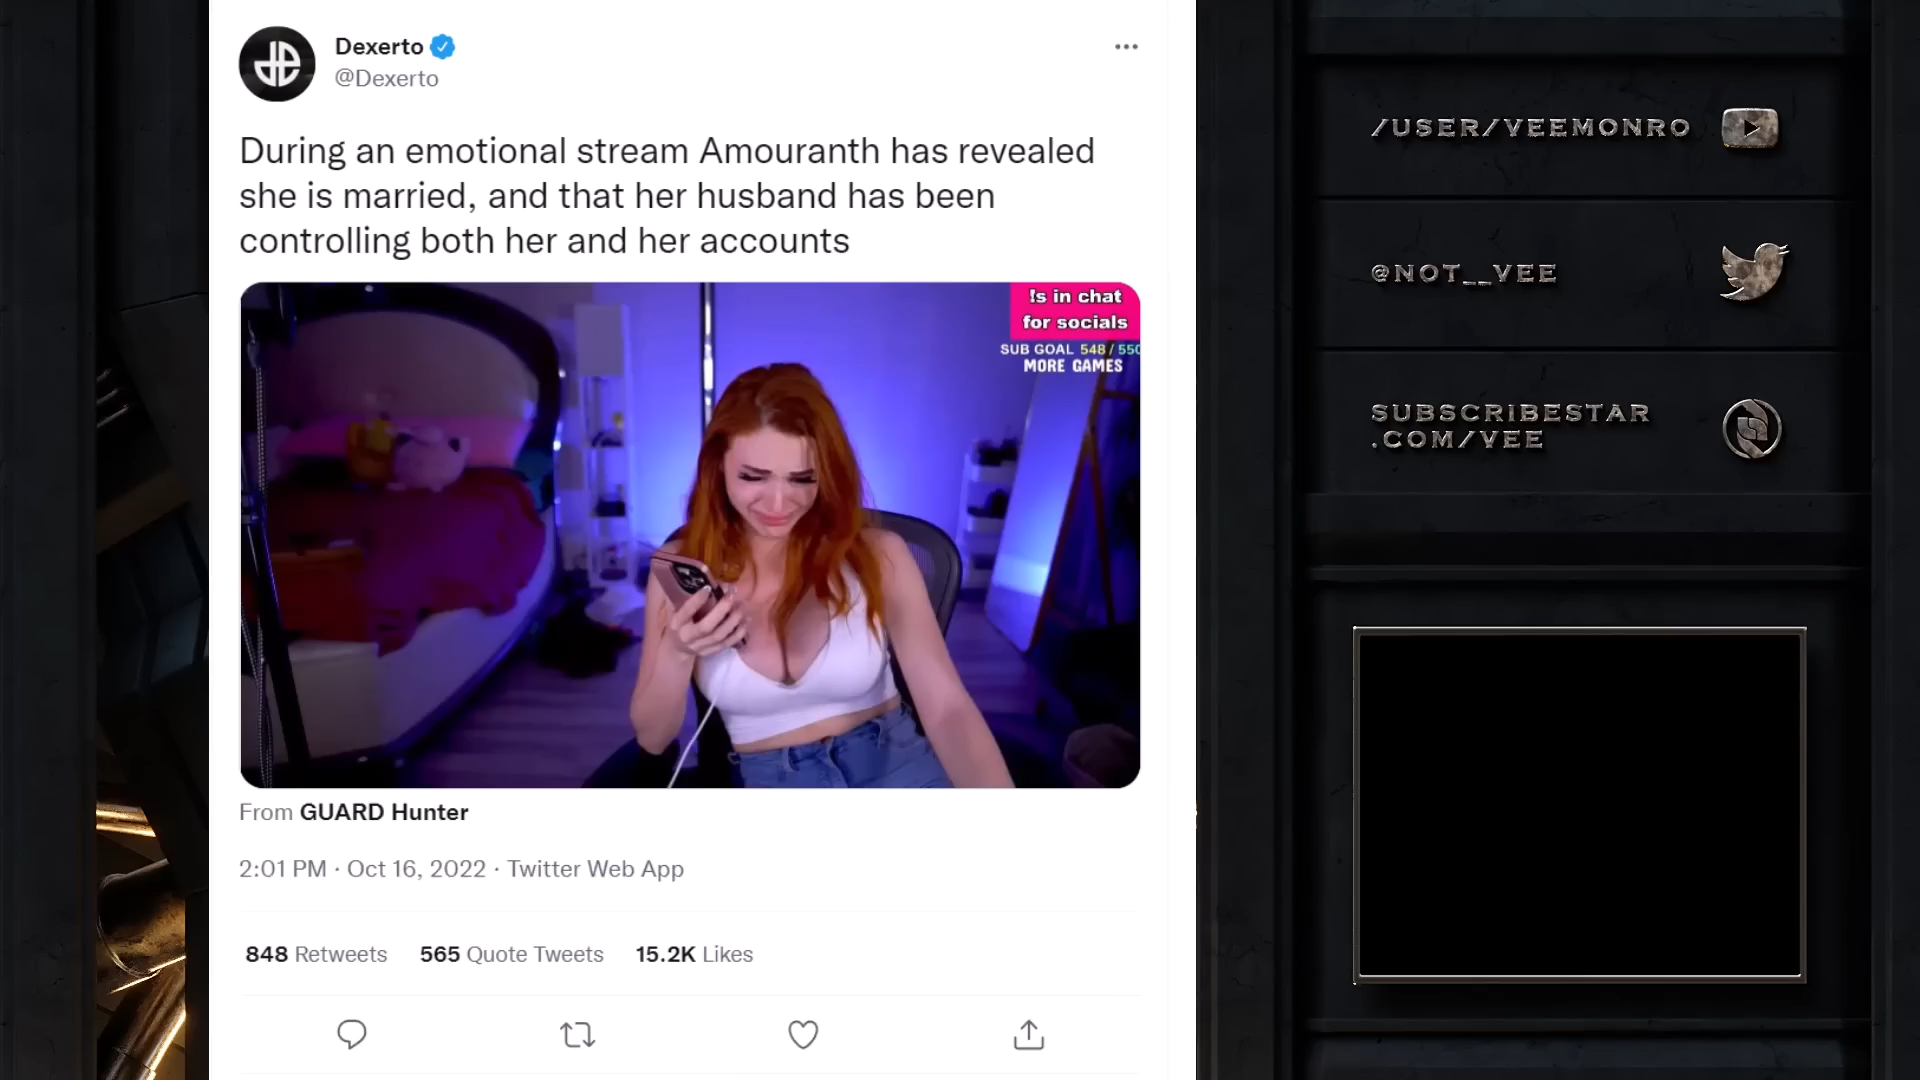 Dexerto
@Dexerto
During an emotional stream Amouranth has revealed
she is married, and that her husband has been
controlling both her and her accounts
!s in chat
for socials
SUB GOAL 548 / 550
MORE GAMES
From GUARD Hunter
2:01 PM · Oct 16, 2022 · Twitter Web App
848 Retweets 565 Quote Tweets 15.2K Likes
/USER/VEEMONRO
@NOT__VEE
SUBSCRIBESTAR
.COM/VEE